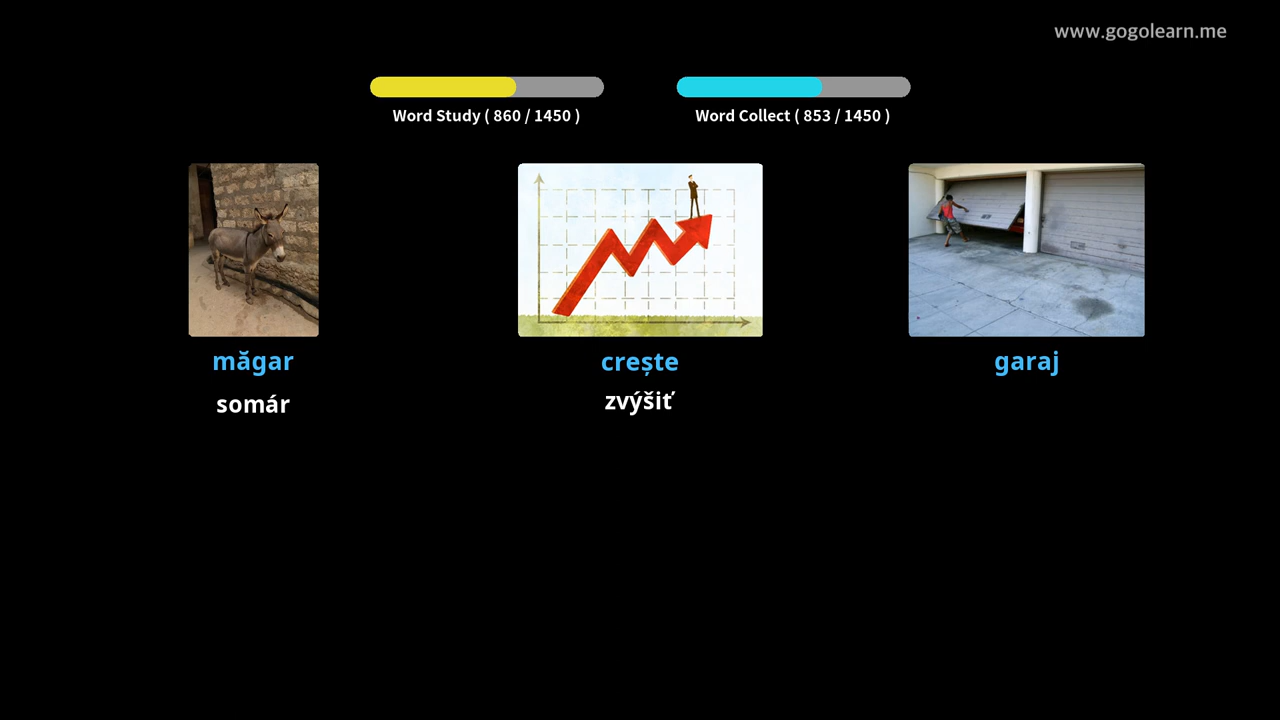 www.gogolearn.me
Word Study ( 860 / 1450 )
Word Collect ( 853 / 1450 )
măgar
crește
garaj
somár
zvýšiť